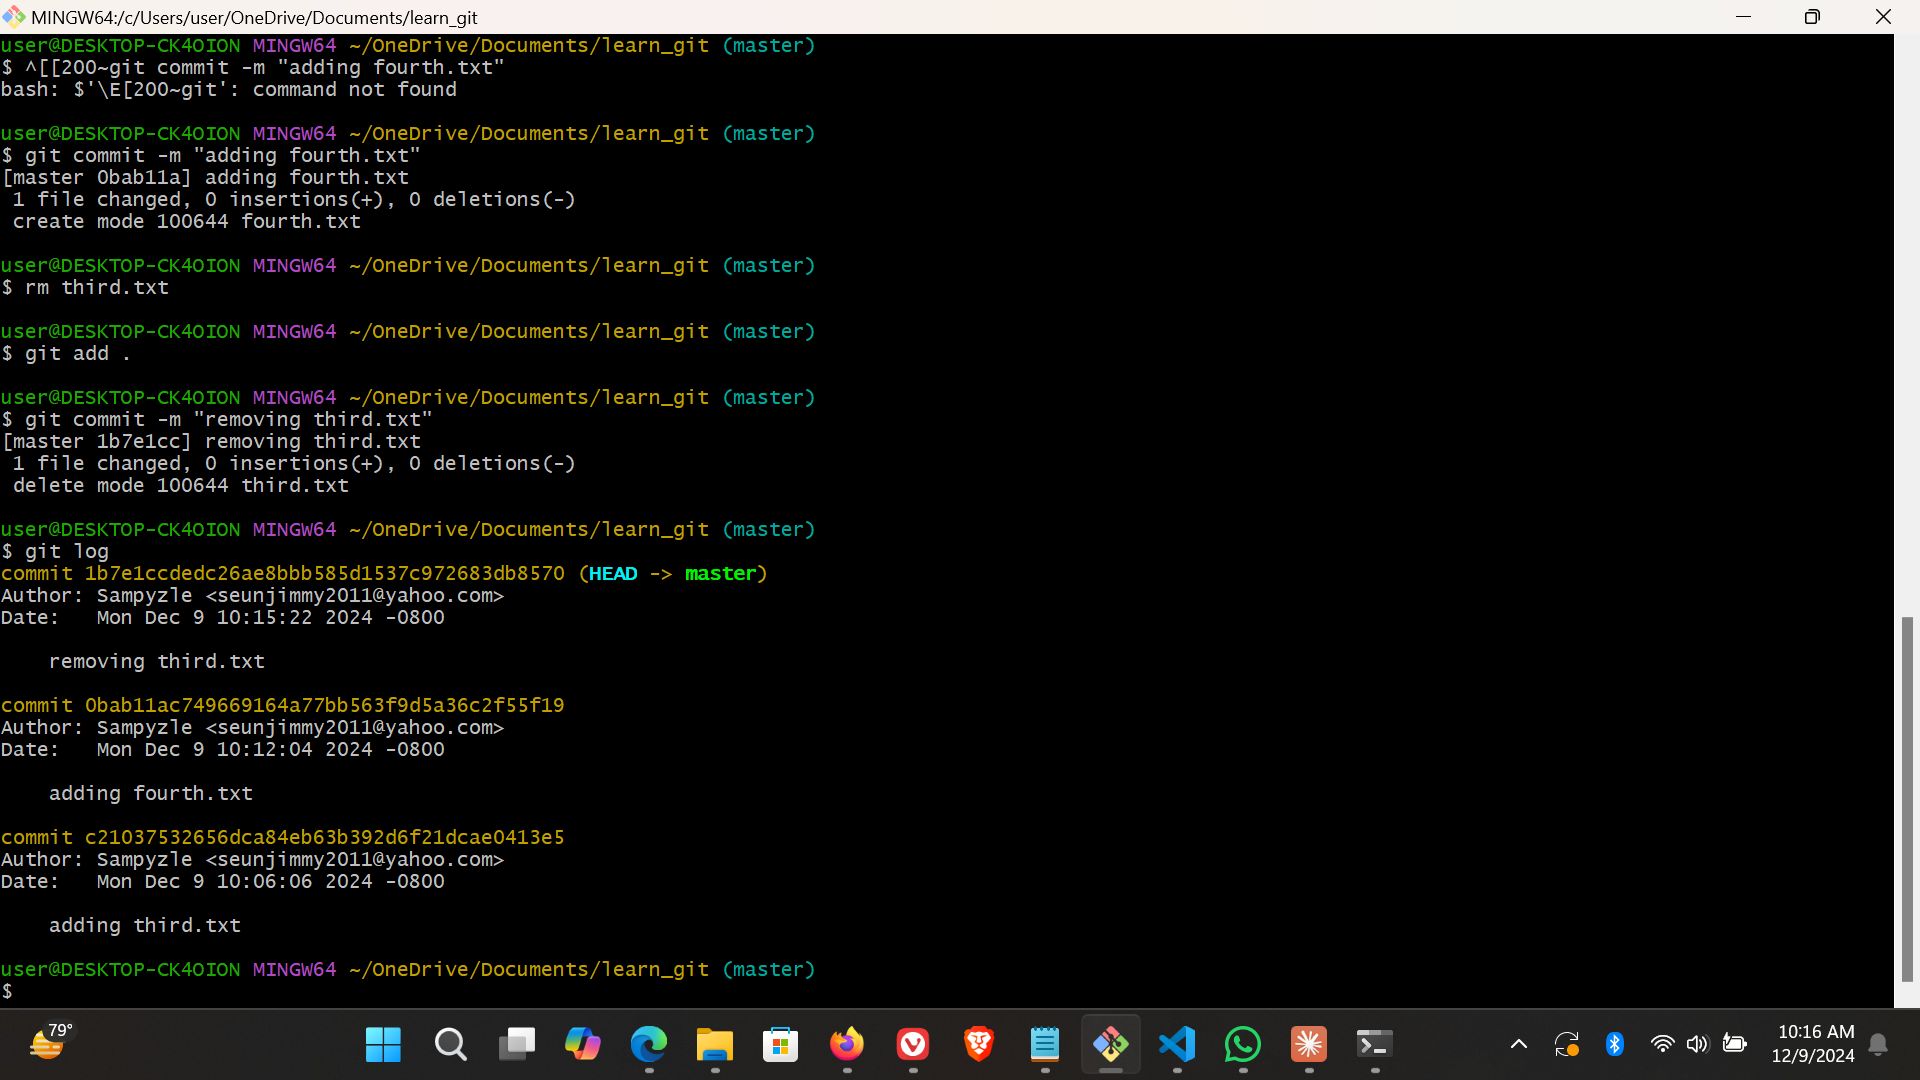 MINGW64:/c/Users/user/OneDrive/Documents/learn_git
user@DESKTOP-CK4OION MINGW64 ~/OneDrive/Documents/learn_git (master)
$ ^[[200~git commit -m "adding fourth.txt"
bash: $'\E[200~git': command not found
user@DESKTOP-CK4OION MINGW64 ~/OneDrive/Documents/learn_git (master)
$ git commit -m "adding fourth.txt"
[master 0bab11a] adding fourth.txt
 1 file changed, 0 insertions(+), 0 deletions(-)
 create mode 100644 fourth.txt
user@DESKTOP-CK4OION MINGW64 ~/OneDrive/Documents/learn_git (master)
$ rm third.txt
user@DESKTOP-CK4OION MINGW64 ~/OneDrive/Documents/learn_git (master)
$ git add .
user@DESKTOP-CK4OION MINGW64 ~/OneDrive/Documents/learn_git (master)
$ git commit -m "removing third.txt"
[master 1b7e1cc] removing third.txt
 1 file changed, 0 insertions(+), 0 deletions(-)
 delete mode 100644 third.txt
user@DESKTOP-CK4OION MINGW64 ~/OneDrive/Documents/learn_git (master)
$ git log
commit 1b7e1ccdedc26ae8bbb585d1537c972683db8570 (HEAD -> master)
Author: Sampyzle <seunjimmy2011@yahoo.com>
Date:   Mon Dec 9 10:15:22 2024 -0800
    removing third.txt
commit 0bab11ac749669164a77bb563f9d5a36c2f55f19
Author: Sampyzle <seunjimmy2011@yahoo.com>
Date:   Mon Dec 9 10:12:04 2024 -0800
    adding fourth.txt
commit c21037532656dca84eb63b392d6f21dcae0413e5
Author: Sampyzle <seunjimmy2011@yahoo.com>
Date:   Mon Dec 9 10:06:06 2024 -0800
    adding third.txt
user@DESKTOP-CK4OION MINGW64 ~/OneDrive/Documents/learn_git (master)
$
79°
10:16 AM
12/9/2024